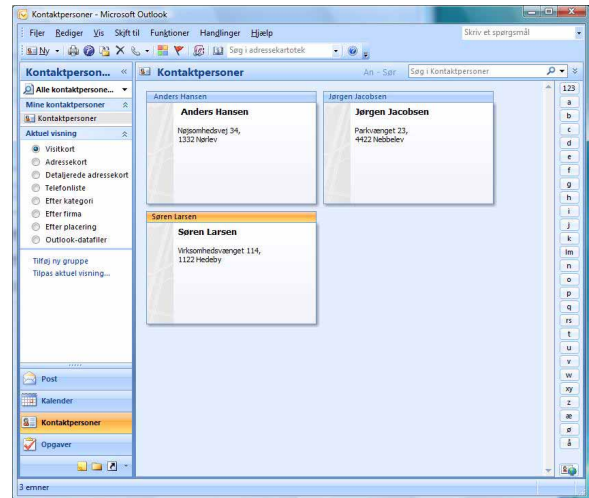 Kontaktpersoner - Microsoft Outlook
Filer Rediger Vis Skift til Funktioner Handlinger Hjælp Skriv et spørgsmål
Ny Søg i adressekartotek
Kontaktperson... «
Kontaktpersoner An - Sør Søg i Kontaktpersoner
Alle kontaktpersone...
Mine kontaktpersoner
Kontaktpersoner
Aktuel visning
Visitkort
Adressekort
Detaljerede adressekort
Telefonliste
Efter kategori
Efter firma
Efter placering
Outlook-datafiler
Tilføj ny gruppe
Tilpas aktuel visning...
Post
Kalender
Kontaktpersoner
Opgaver
Anders Hansen
Anders Hansen
Nøjsomhedsvej 34,
1332 Nørlev
Jørgen Jacobsen
Jørgen Jacobsen
Parkvænget 23,
4422 Nebbelev
Søren Larsen
Søren Larsen
Virksomhedsvænget 114,
1122 Hedeby
123
a
b
c
d
e
f
g
h
i
j
k
lm
n
o
p
q
rs
t
u
v
w
xy
z
æ
ø
å
3 emner